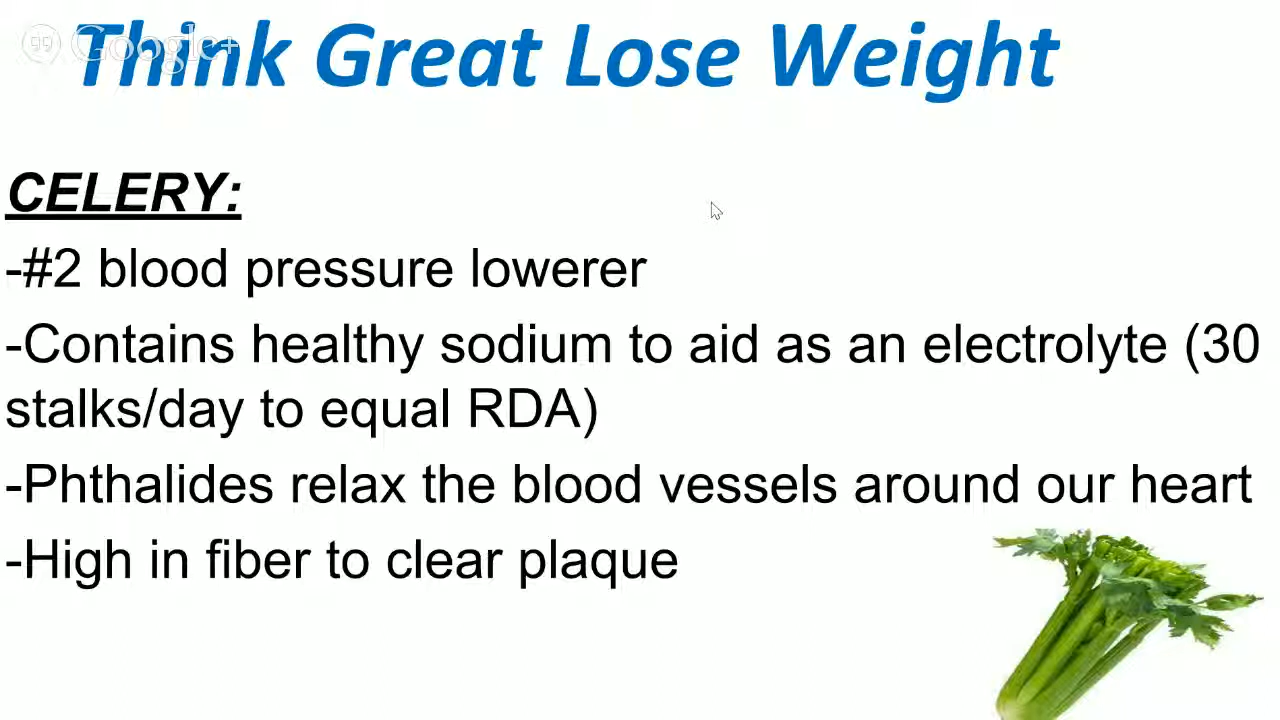 Google+
Think Great Lose Weight
CELERY:
-#2 blood pressure lowerer
-Contains healthy sodium to aid as an electrolyte (30
stalks/day to equal RDA)
-Phthalides relax the blood vessels around our heart
-High in fiber to clear plaque